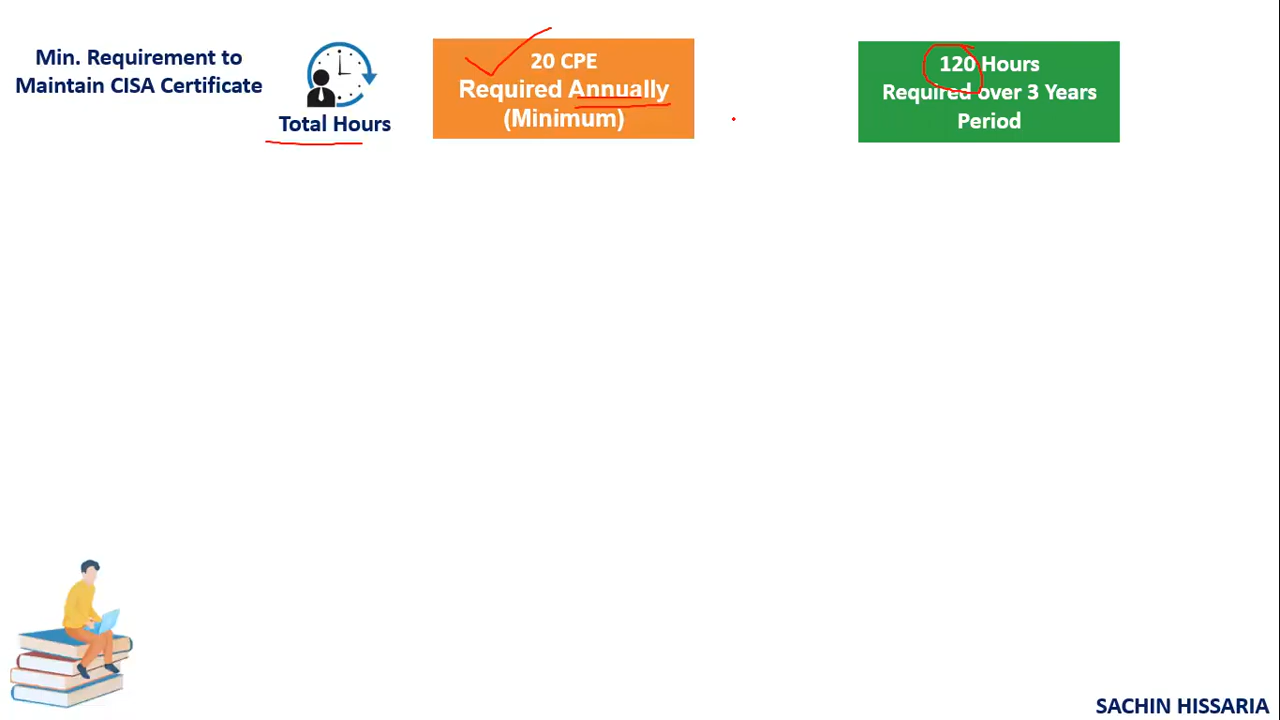 Min. Requirement to
Maintain CISA Certificate
Total Hours
20 CPE
Required Annually
(Minimum)
120 Hours
Required over 3 Years
Period
SACHIN HISSARIA